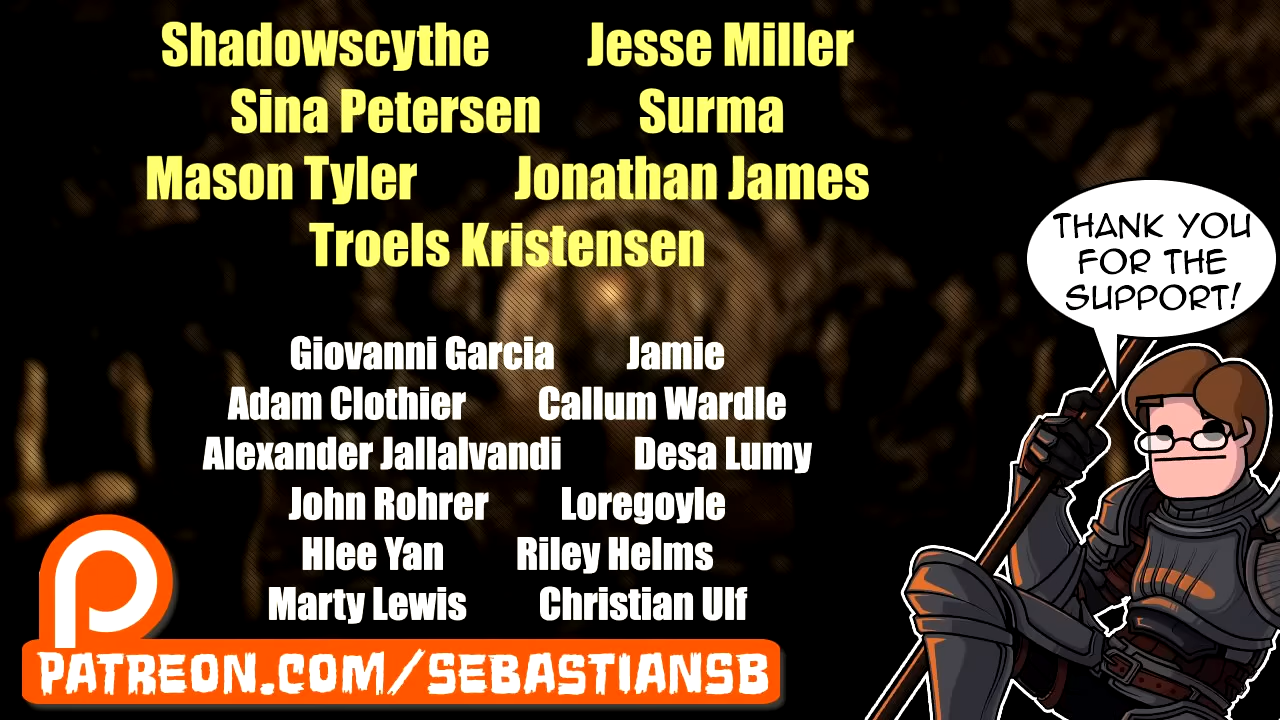 Shadowscythe Jesse Miller
Sina Petersen Surma
Mason Tyler Jonathan James
Troels Kristensen
THANK YOU
FOR THE
SUPPORT!
Giovanni Garcia Jamie
Adam Clothier Callum Wardle
Alexander Jallalvandi Desa Lumy
John Rohrer Loregoyle
Hlee Yan Riley Helms
Marty Lewis Christian Ulf
PATREON.COM/SEBASTIANSB